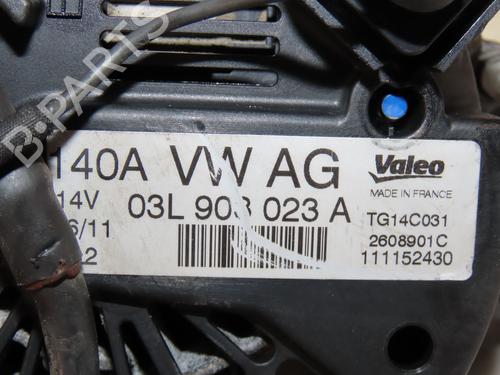 B-PARTS
140A VW AG
Valeo
MADE IN FRANCE
14V 03L 903 023 A
TG14C031
6/11
2608901C
2
111152430